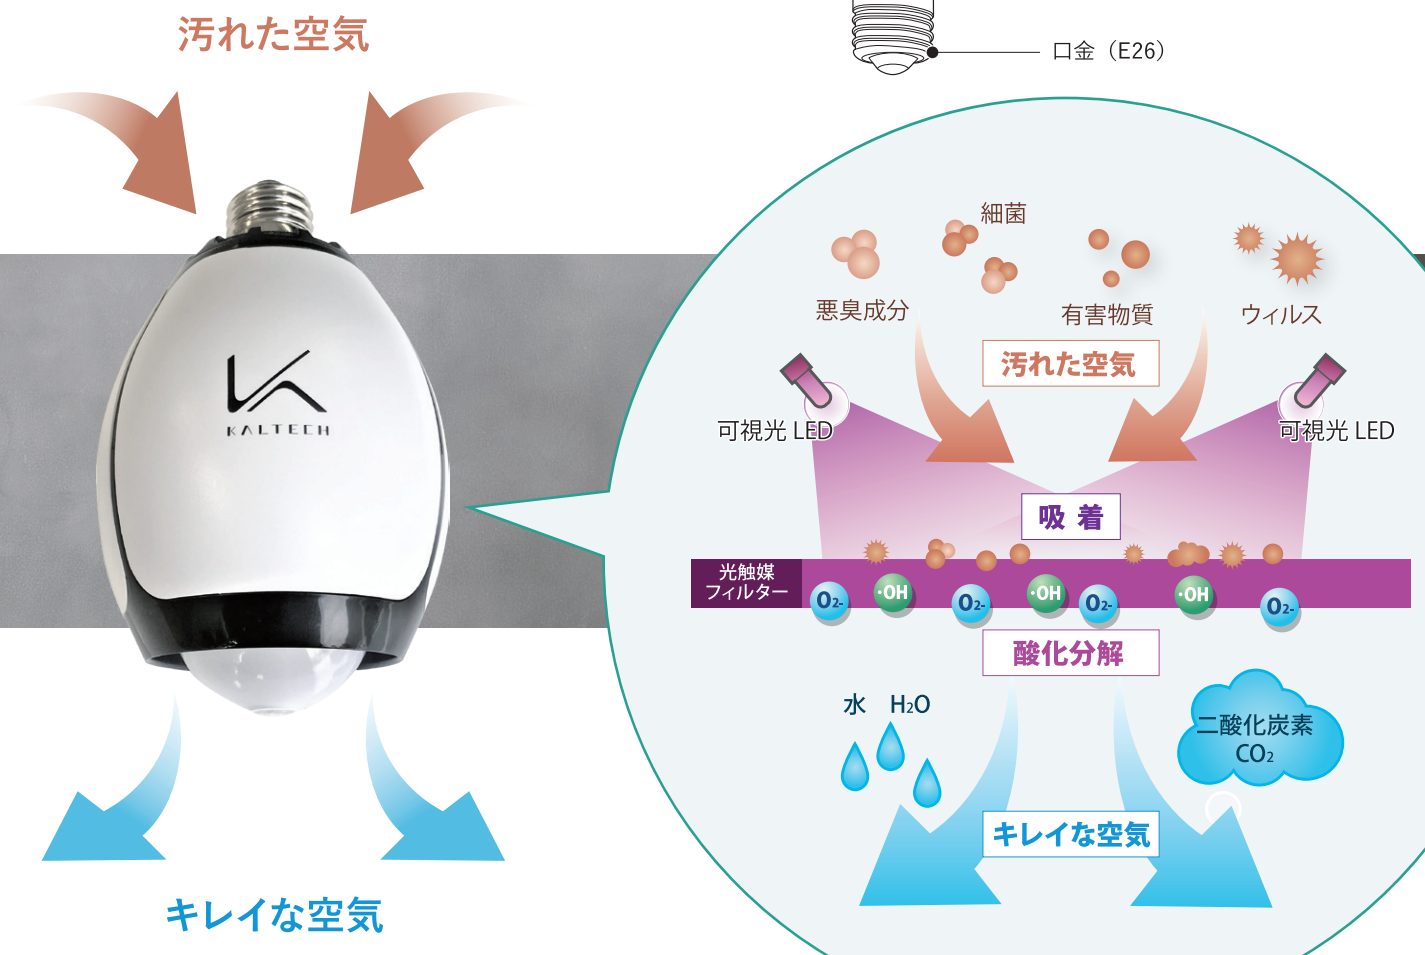 汚れた空気
KALTECH
キレイな空気
口金（E26）
細菌
悪臭成分
有害物質
ウィルス
汚れた空気
可視光 LED
可視光 LED
吸着
光触媒
フィルター
O2-
･OH
O2-
･OH
O2-
･OH
O2-
酸化分解
水 H2O
二酸化炭素
CO2
キレイな空気